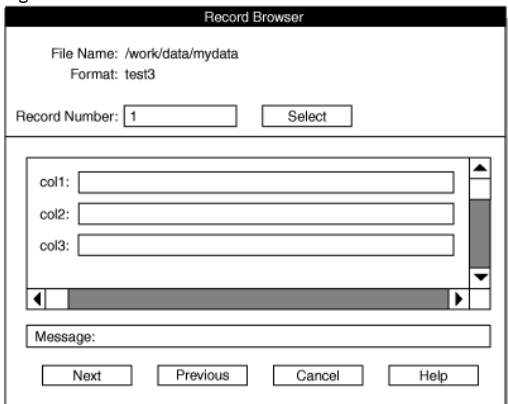 Record Browser
File Name: /work/data/mydata
Format: test3
Record Number: 1 Select
col1:
col2:
col3:
Message:
Next Previous Cancel Help